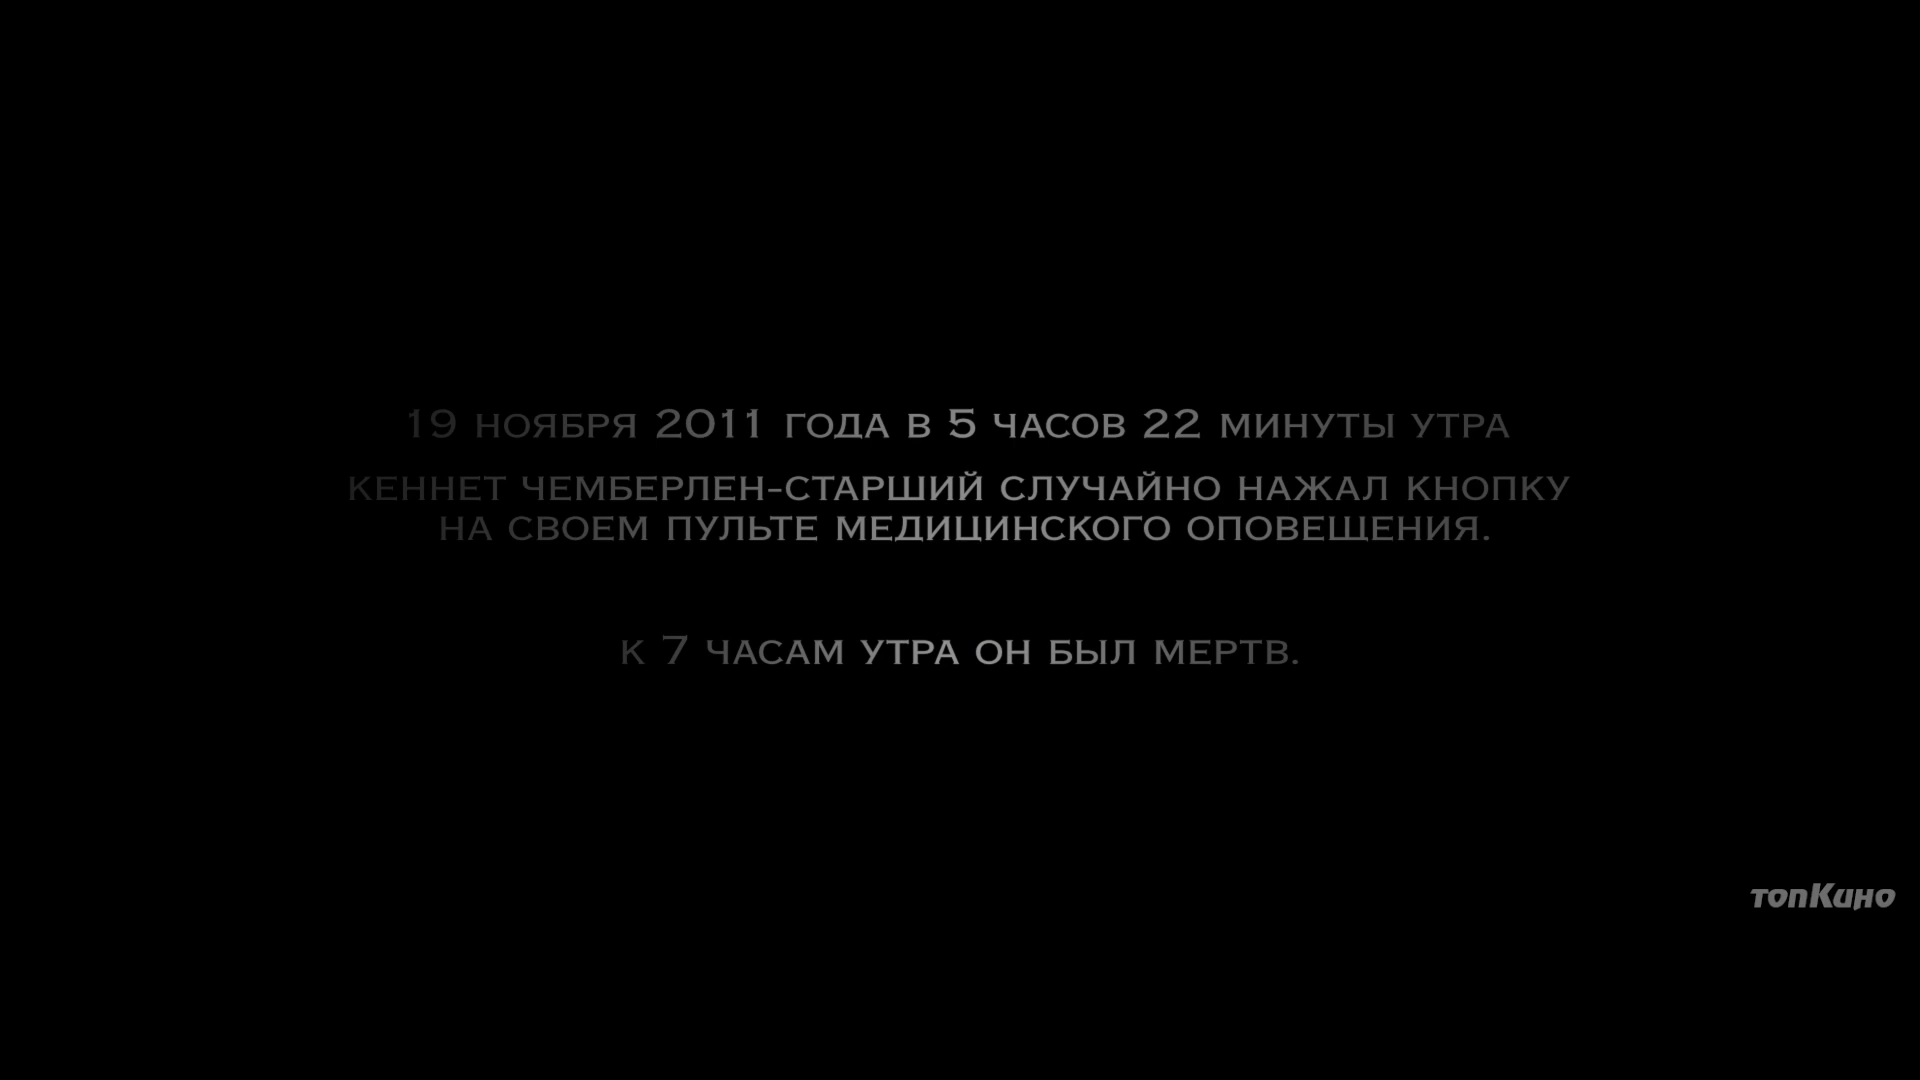 19 НОЯБРЯ 2011 ГОДА В 5 ЧАСОВ 22 МИНУТЫ УТРА
КЕННЕТ ЧЕМБЕРЛЕН-СТАРШИЙ СЛУЧАЙНО НАЖАЛ КНОПКУ
НА СВОЕМ ПУЛЬТЕ МЕДИЦИНСКОГО ОПОВЕЩЕНИЯ.
К 7 ЧАСАМ УТРА ОН БЫЛ МЕРТВ.
топКино